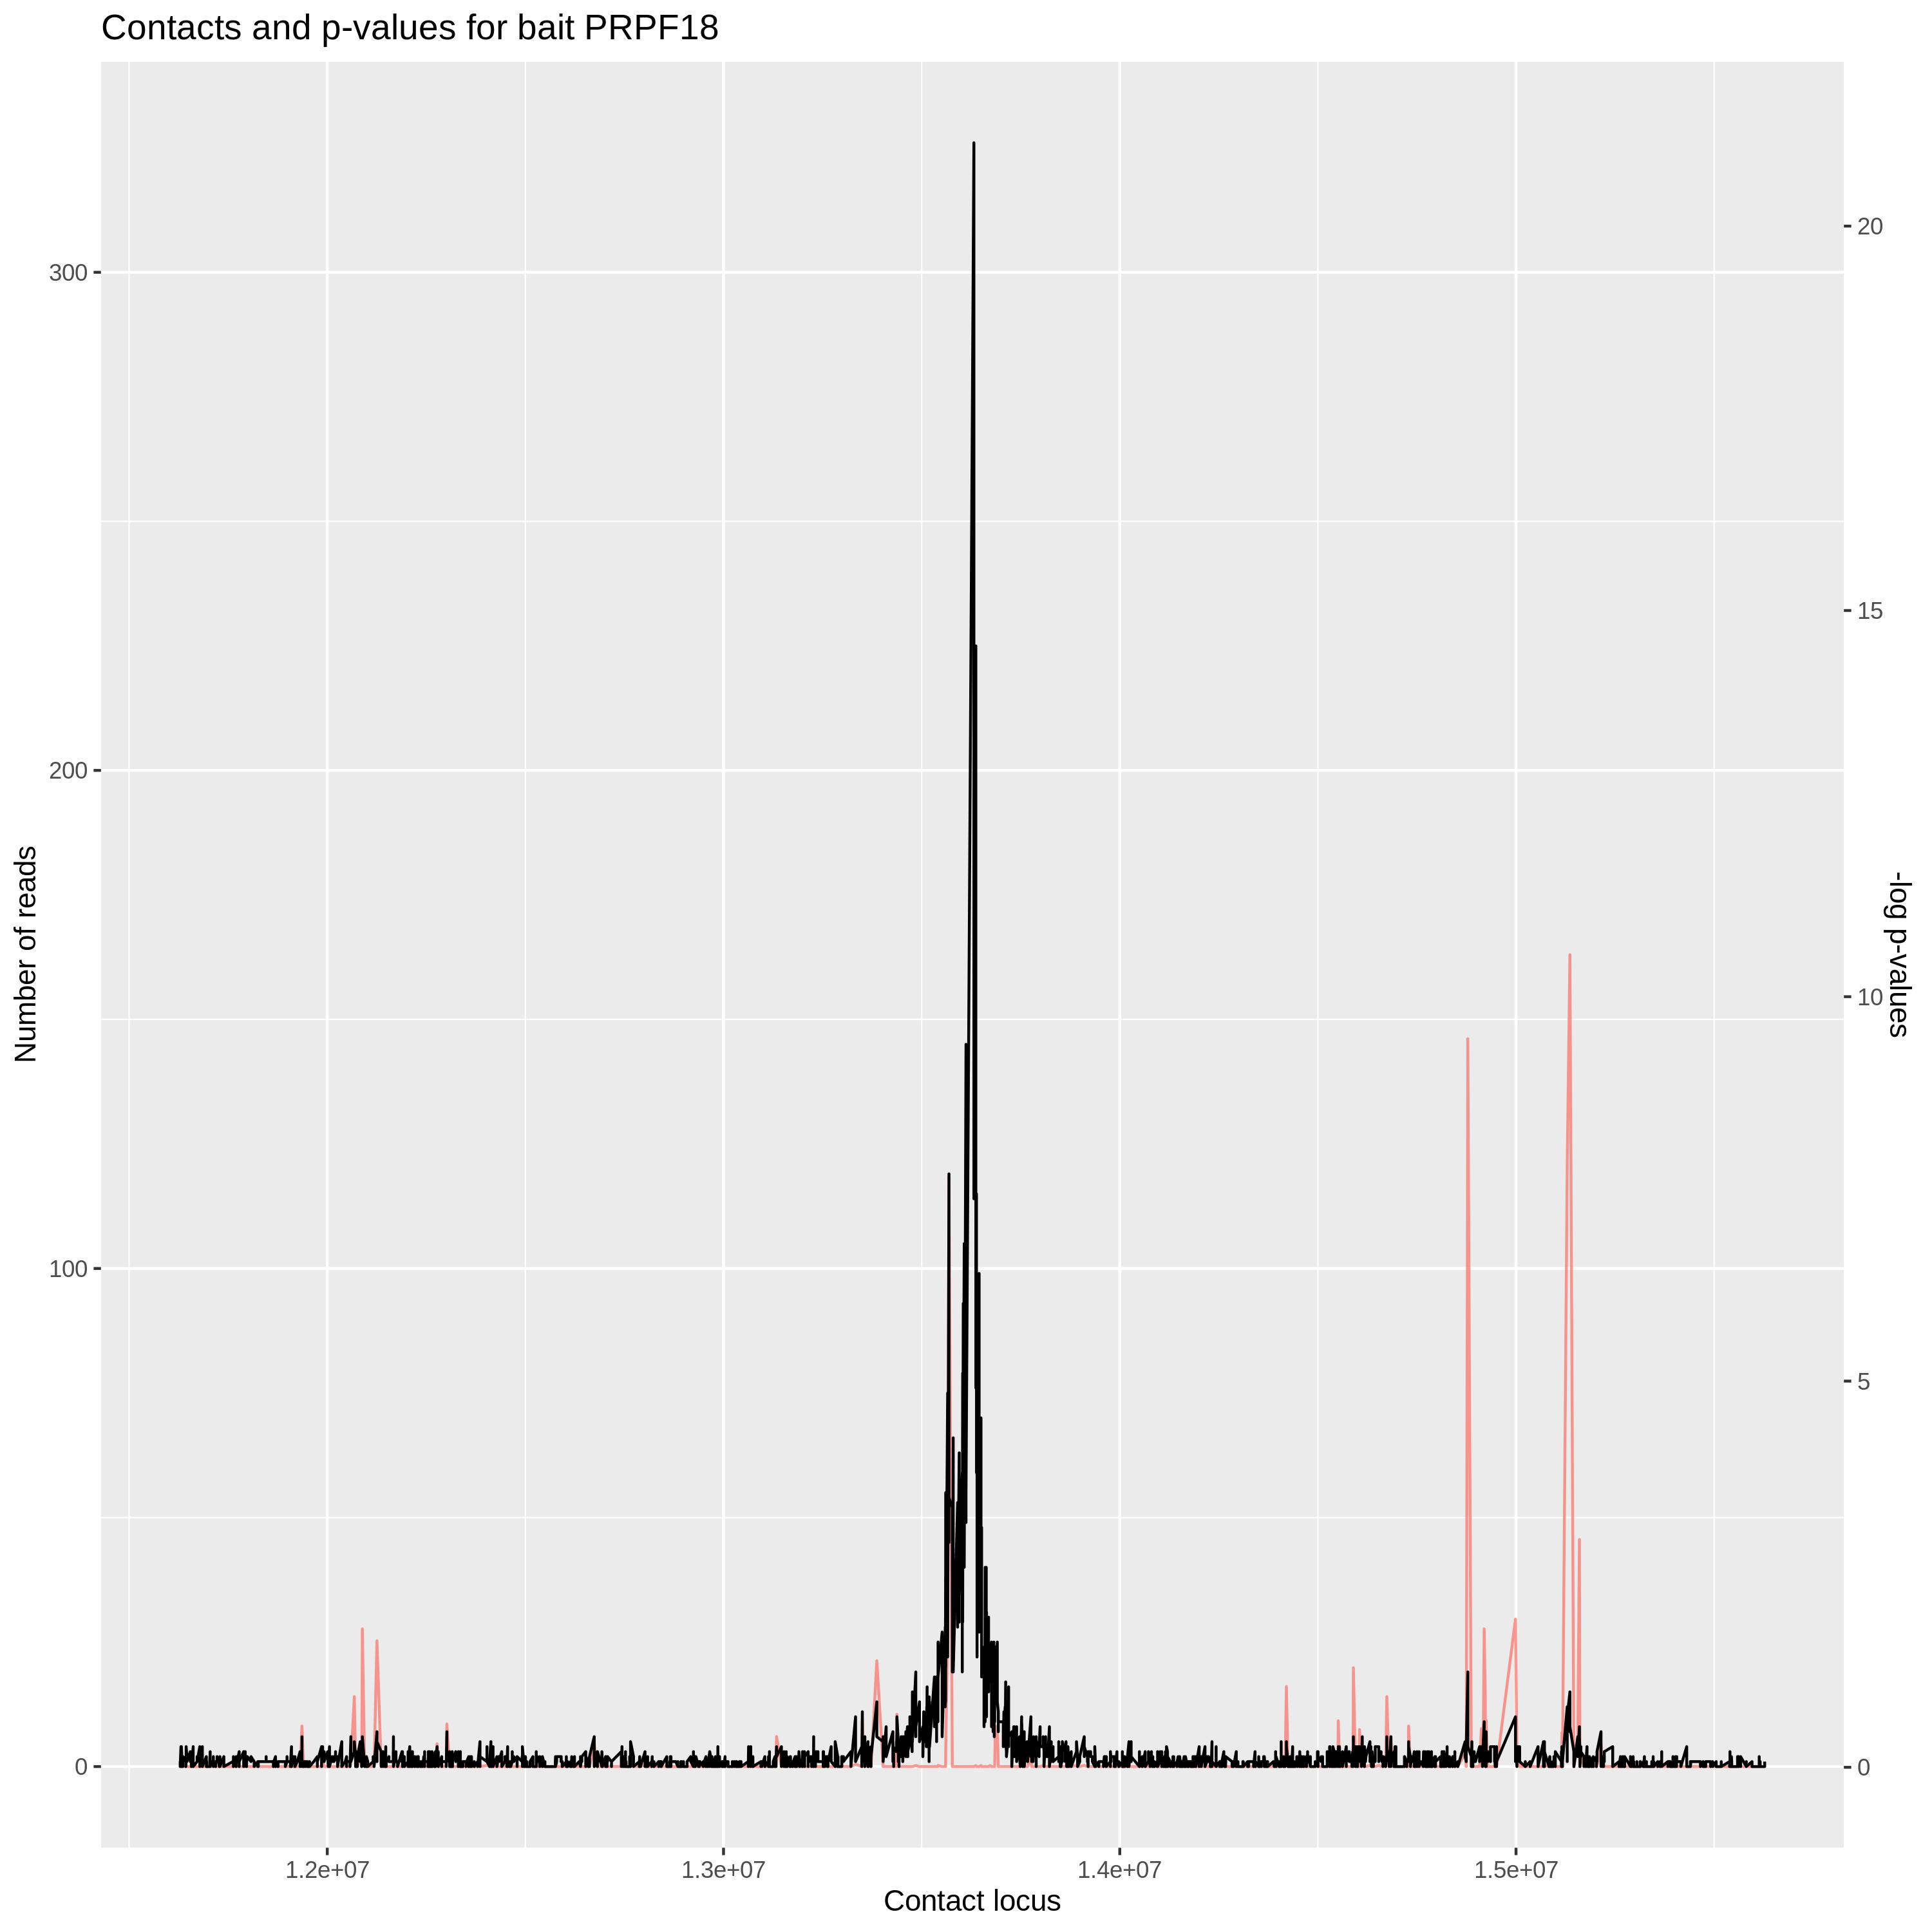 Contacts and p-values for bait PRPF18
Number of reads
300
200
100
0
20
15
10
5
0
-log p-values
1.2e+07
1.3e+07
1.4e+07
1.5e+07
Contact locus